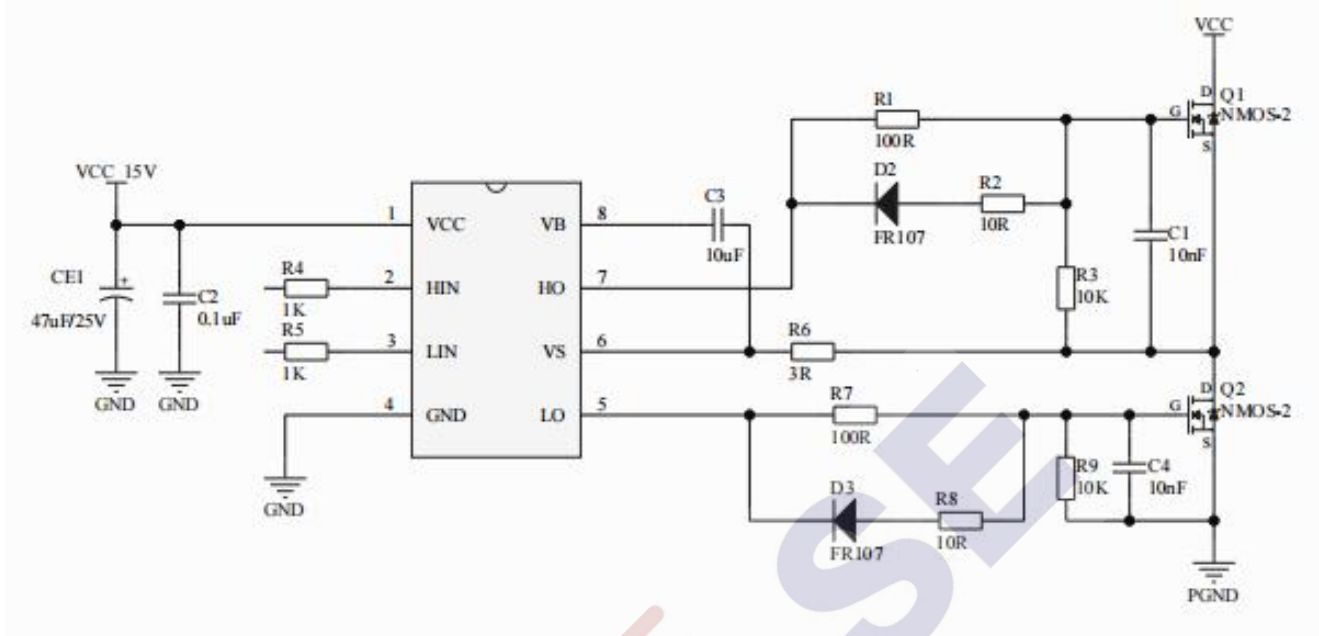 VCC
D
Q1
G
NMOS-2
S
R1
100R
D2
FR107
R2
10R
C1
10nF
R3
10K
VCC 15V
CE1
+
47uF/25V
C2
0.1uF
GND
GND
R4
1K
R5
1K
1
VCC
VB
8
2
HIN
HO
7
3
LIN
VS
6
4
GND
LO
5
GND
C3
10uF
R6
3R
R7
100R
D3
FR107
R8
10R
R9
10K
C4
10nF
D
Q2
G
NMOS-2
S
PGND
SE